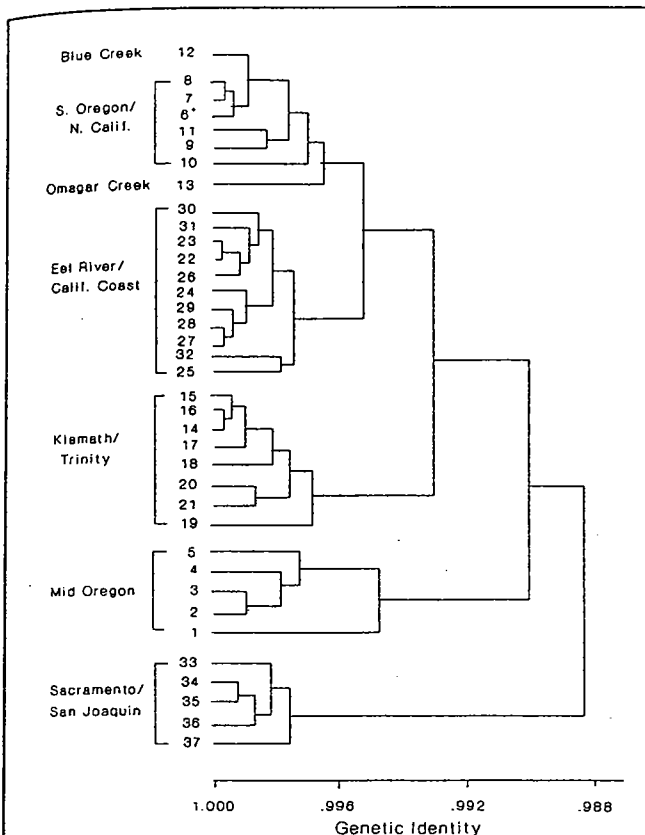 Blue Creek 12
8
7
S. Oregon/
N. Calif.
6*
11
9
10
Omagar Creek 13
30
31
23
Eel River/
Calif. Coast
22
26
24
29
28
27
32
25
15
16
14
Klamath/
Trinity
17
18
20
21
19
5
4
Mid Oregon 3
2
1
33
Sacramento/
San Joaquin
34
35
36
37
1.000 .996 .992 .988
Genetic Identity